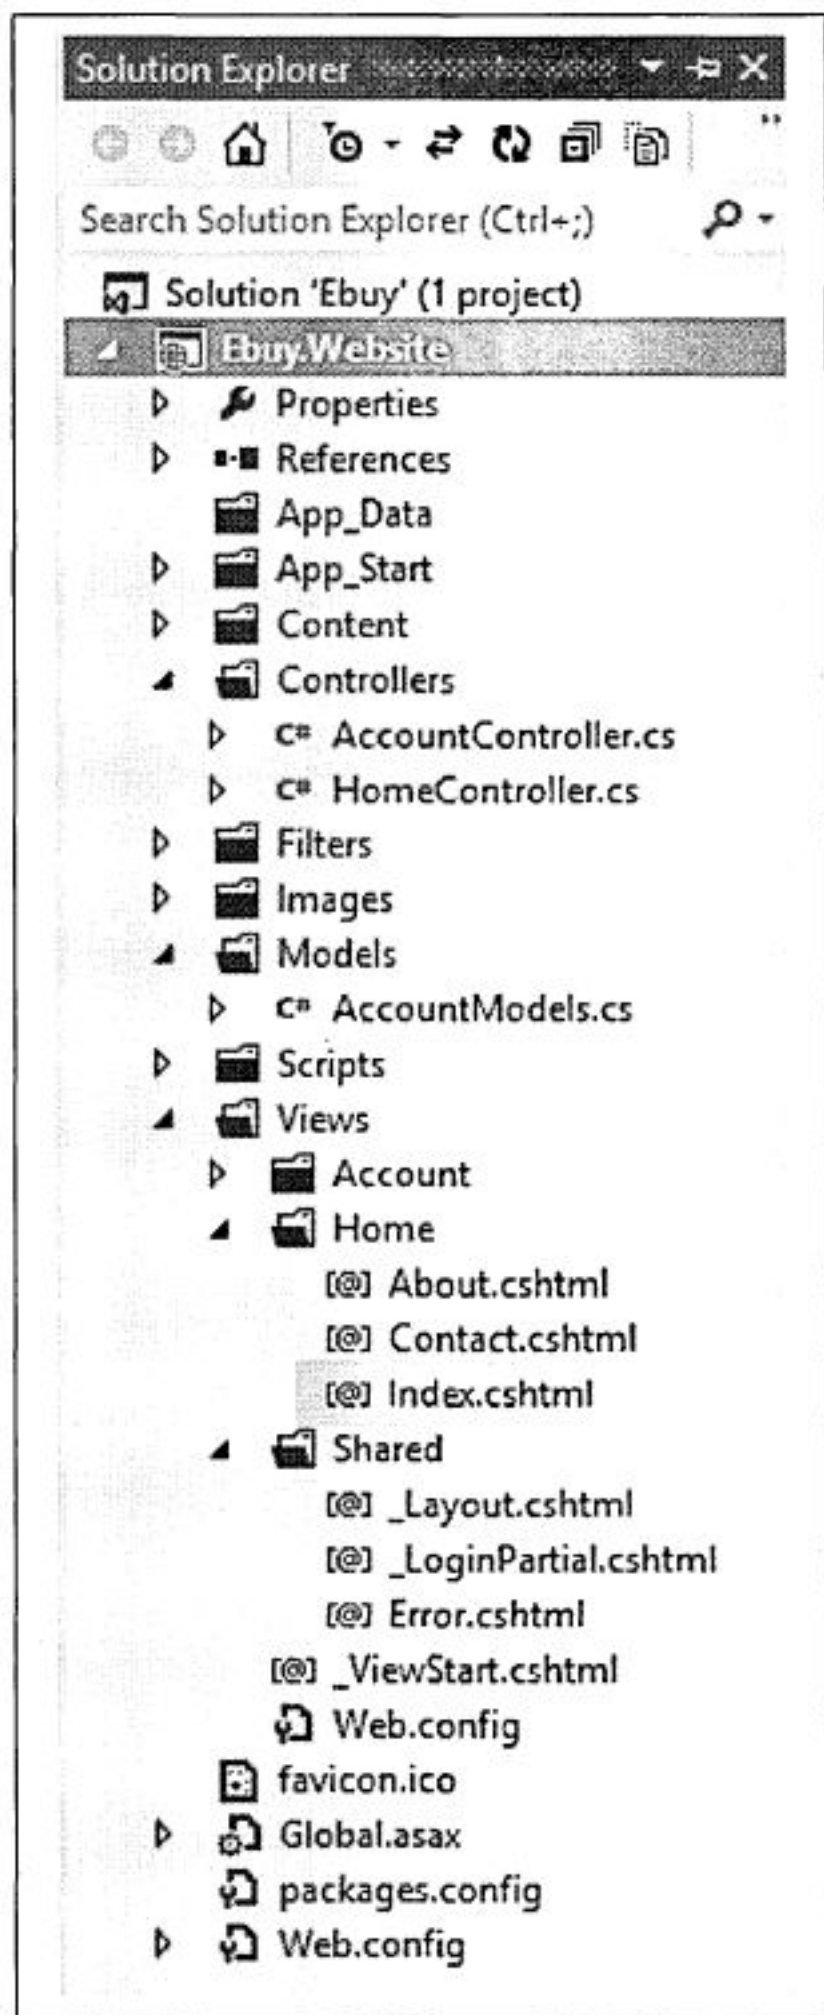 Solution Explorer
Search Solution Explorer (Ctrl+;)
Solution 'Ebuy' (1 project)
Ebuy.Website
Properties
References
App_Data
App_Start
Content
Controllers
C# AccountController.cs
C# HomeController.cs
Filters
Images
Models
C# AccountModels.cs
Scripts
Views
Account
Home
[@] About.cshtml
[@] Contact.cshtml
[@] Index.cshtml
Shared
[@] _Layout.cshtml
[@] _LoginPartial.cshtml
[@] Error.cshtml
[@] _ViewStart.cshtml
Web.config
favicon.ico
Global.asax
packages.config
Web.config